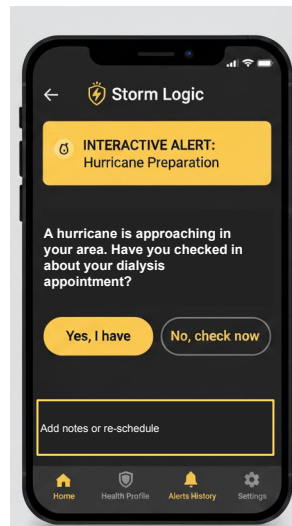 Storm Logic
INTERACTIVE ALERT:
Hurricane Preparation
A hurricane is approaching in
your area. Have you checked in
about your dialysis
appointment?
Yes, I have
No, check now
Add notes or re-schedule
Home
Health Profile
Alerts History
Settings